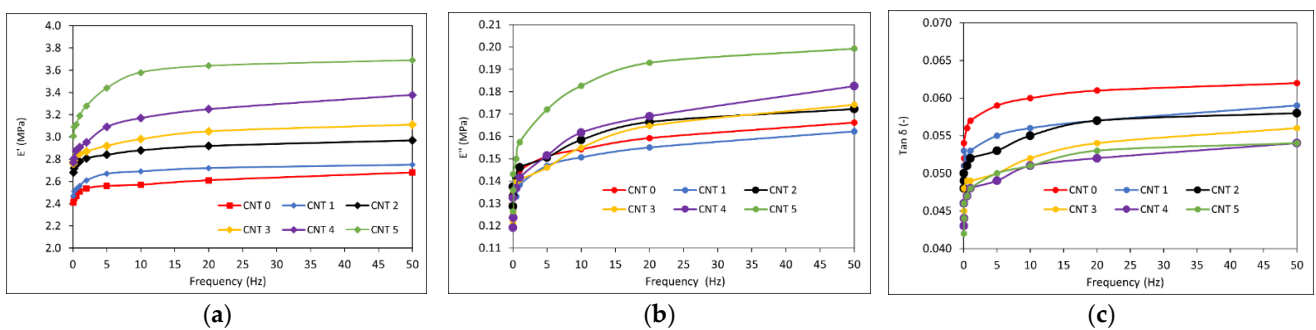 E' (MPa)
4.0
3.8
3.6
3.4
3.2
3.0
2.8
2.6
2.4
2.2
2.0
0 5 10 15 20 25 30 35 40 45 50
Frequency (Hz)
CNT 0 CNT 1 CNT 2
CNT 3 CNT 4 CNT 5
(a)
E'' (MPa)
0.21
0.20
0.19
0.18
0.17
0.16
0.15
0.14
0.13
0.12
0.11
0 5 10 15 20 25 30 35 40 45 50
Frequency (Hz)
CNT 0 CNT 1 CNT 2
CNT 3 CNT 4 CNT 5
(b)
Tan δ (-)
0.070
0.065
0.060
0.055
0.050
0.045
0.040
0 5 10 15 20 25 30 35 40 45 50
Frequency (Hz)
CNT 0 CNT 1 CNT 2
CNT 3 CNT 4 CNT 5
(c)